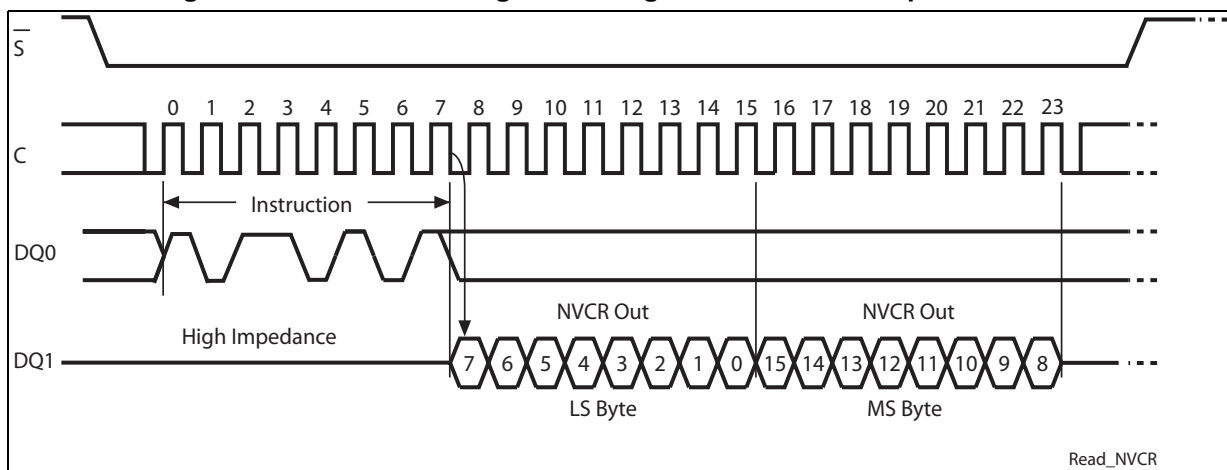 S
0 1 2 3 4 5 6 7 8 9 10 11 12 13 14 15 16 17 18 19 20 21 22 23
C
Instruction
DQ0
High Impedance
NVCR Out NVCR Out
DQ1
7 6 5 4 3 2 1 0 15 14 13 12 11 10 9 8
LS Byte MS Byte
Read_NVCR